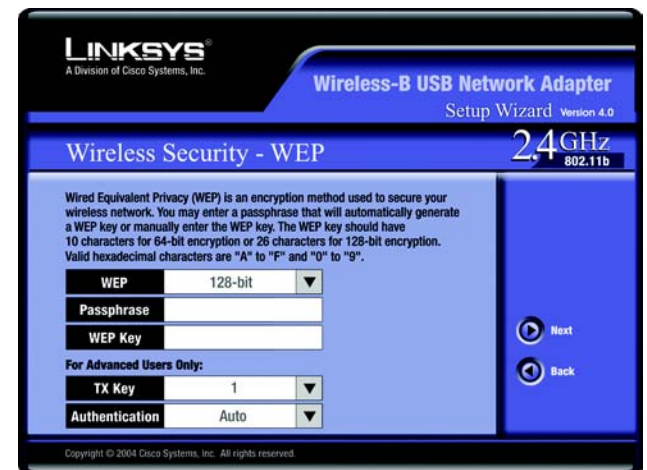 LINKSYS®
A Division of Cisco Systems, Inc.
Wireless-B USB Network Adapter
Setup Wizard Version 4.0
Wireless Security - WEP
2.4 GHz
802.11b
Wired Equivalent Privacy (WEP) is an encryption method used to secure your
wireless network. You may enter a passphrase that will automatically generate
a WEP key or manually enter the WEP key. The WEP key should have
10 characters for 64-bit encryption or 26 characters for 128-bit encryption.
Valid hexadecimal characters are "A" to "F" and "0" to "9".
WEP 128-bit
Passphrase
WEP Key
For Advanced Users Only:
TX Key 1
Authentication Auto
Next
Back
Copyright © 2004 Cisco Systems, Inc. All rights reserved.